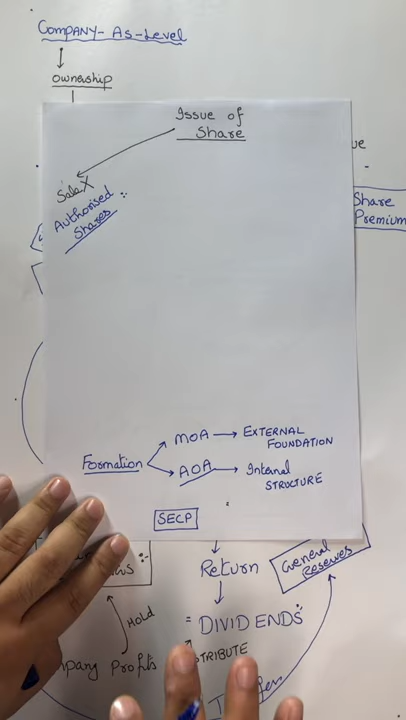 COMPANY- AS-LEVEL
ownership
Issue of
Share
Sale X
Authorised :-
Shares
Share
Premium
Formation
MOA → EXTERNAL
FOUNDATION
AOA → Internal
STRUCTURE
SECP
Return
General
Reserves
Hold
= DIVIDENDS :-
Company Profits